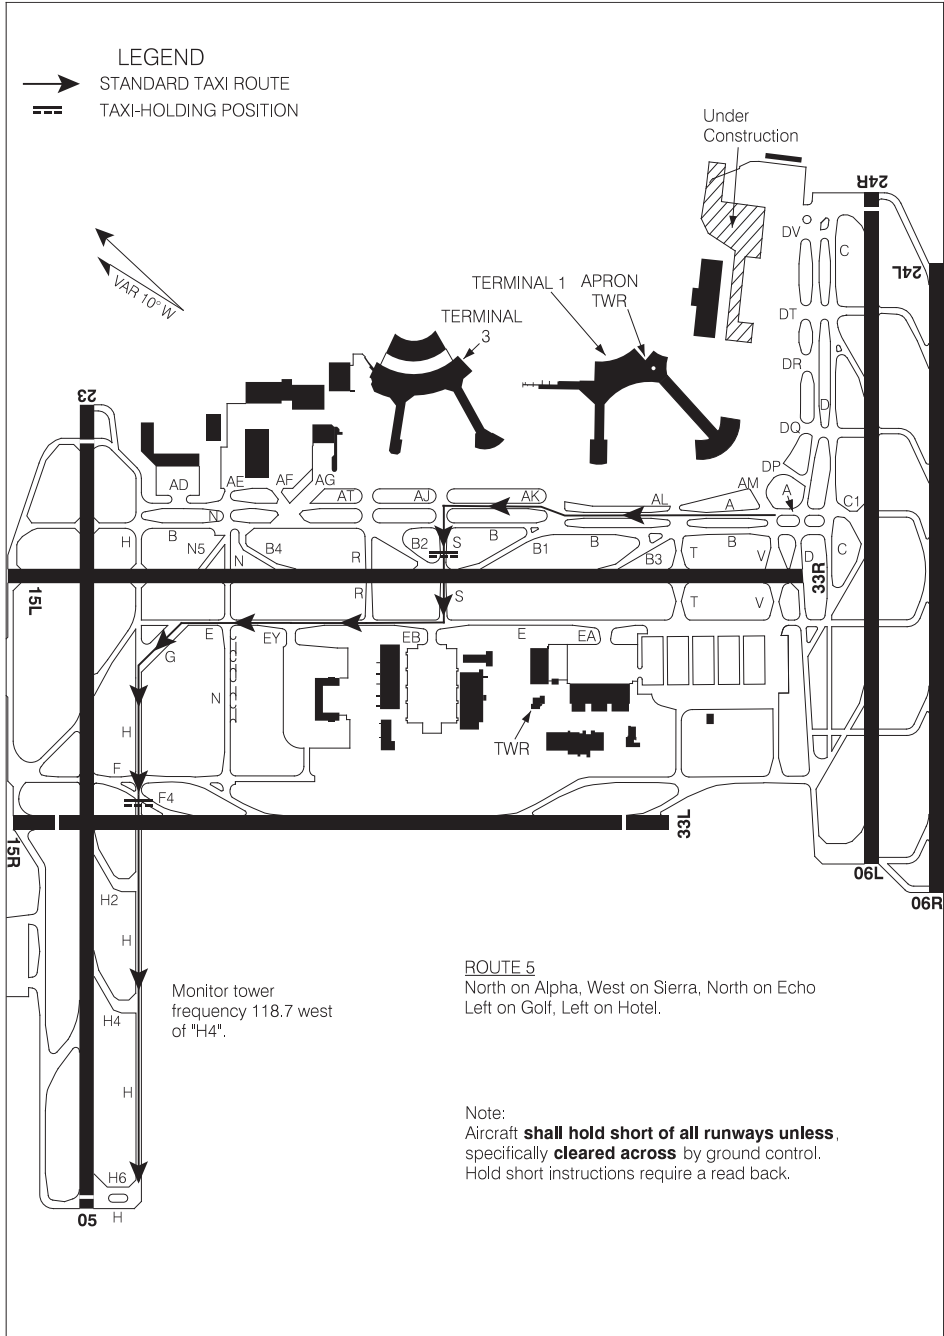 LEGEND
STANDARD TAXI ROUTE
TAXI-HOLDING POSITION
Under
Construction
24R
DV
C
24L
VAR 10° W
TERMINAL 1
APRON
TWR
TERMINAL
3
DT
DR
D
DQ
23
DP
AD
AE
AF
AG
AT
AJ
AK
AL
AM
A
A
C1
N
H
B
N5
N
B4
R
B2
S
B
B1
B
B3
T
B
V
D
C
33R
15L
R
S
T
V
E
EY
EB
E
EA
G
N
H
TWR
F
F4
15R
33L
06L
06R
H2
H
H4
Monitor tower
frequency 118.7 west
of "H4".
ROUTE 5
North on Alpha, West on Sierra, North on Echo
Left on Golf, Left on Hotel.
H
Note:
Aircraft shall hold short of all runways unless,
specifically cleared across by ground control.
Hold short instructions require a read back.
H6
05
H